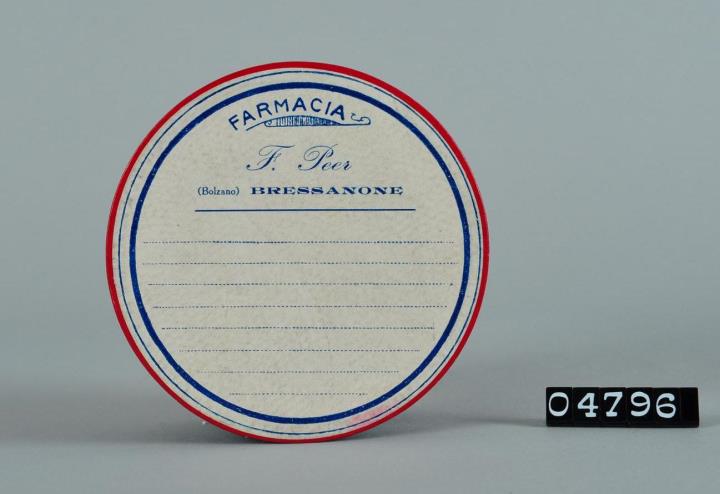 FARMACIA
F. Peer
(Bolzano) BRESSANONE
04796